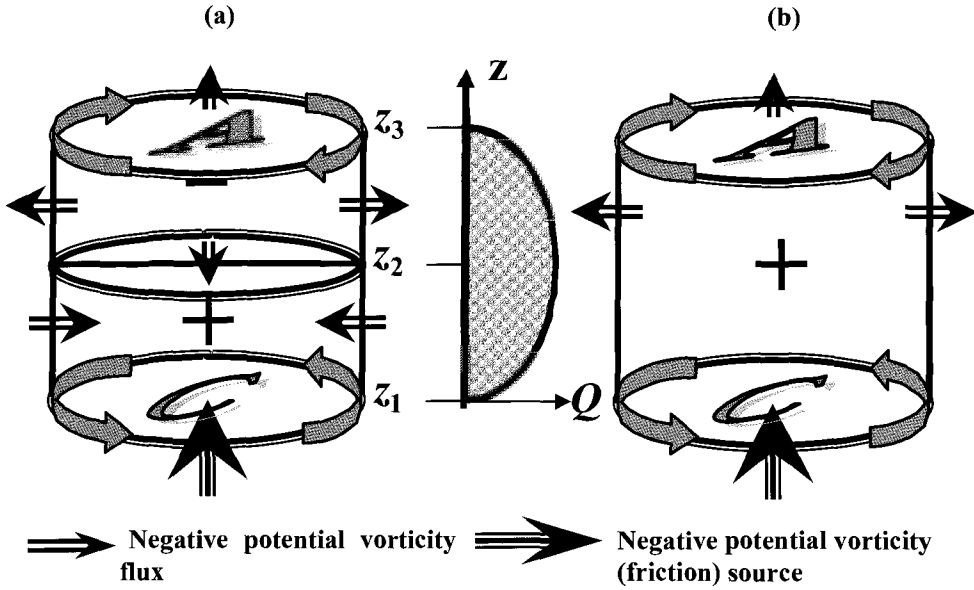 (a)
(b)
z
z3
A
A
−
z2
+
+
z1
C
Q
C
Negative potential vorticity
flux
Negative potential vorticity
(friction) source